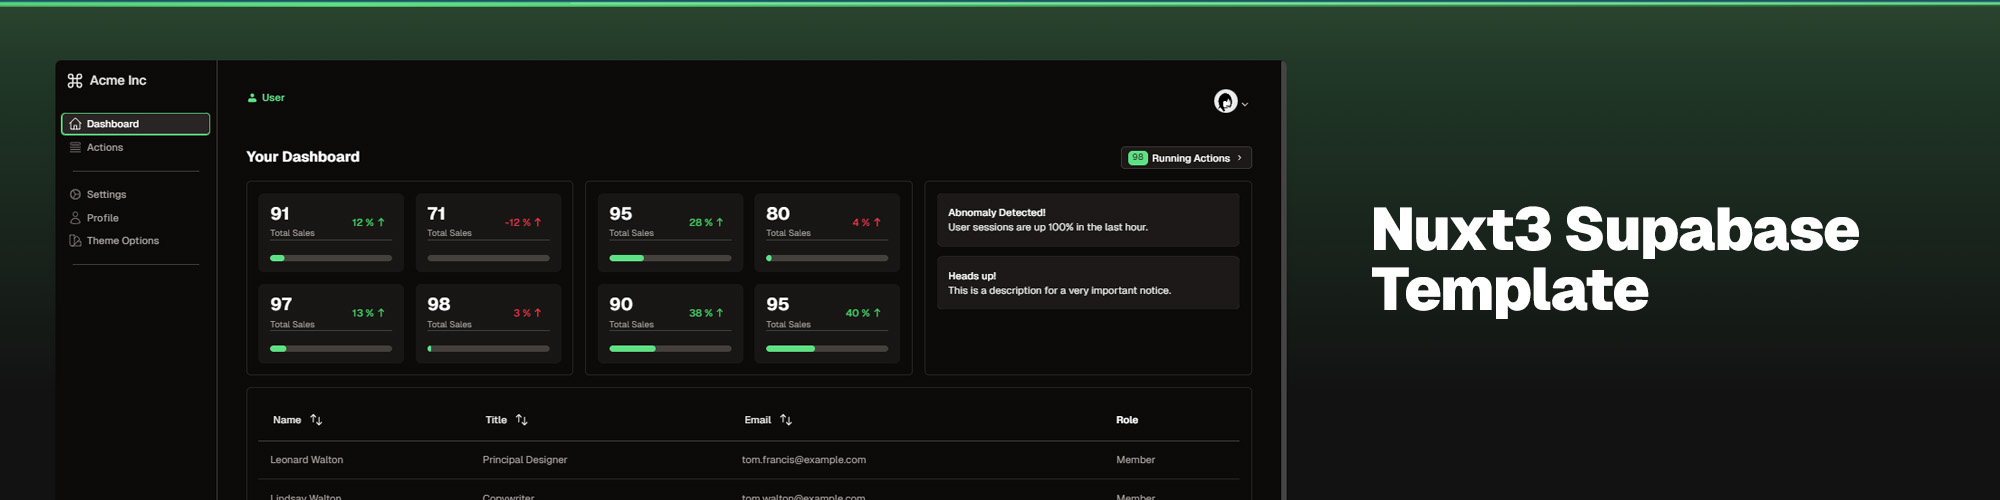 Acme Inc
Dashboard
Actions
Settings
Profile
Theme Options
User
Your Dashboard
98 Running Actions
91
12 % ↑
Total Sales
71
-12 % ↑
Total Sales
97
13 % ↑
Total Sales
98
3 % ↑
Total Sales
95
28 % ↑
Total Sales
80
4 % ↑
Total Sales
90
38 % ↑
Total Sales
95
40 % ↑
Total Sales
Abnomaly Detected!
User sessions are up 100% in the last hour.
Heads up!
This is a description for a very important notice.
Name Title Email Role
Leonard Walton Principal Designer tom.francis@example.com Member
Lindsay Walton Copywriter tom.walton@example.com Member
Nuxt3 Supabase
Template